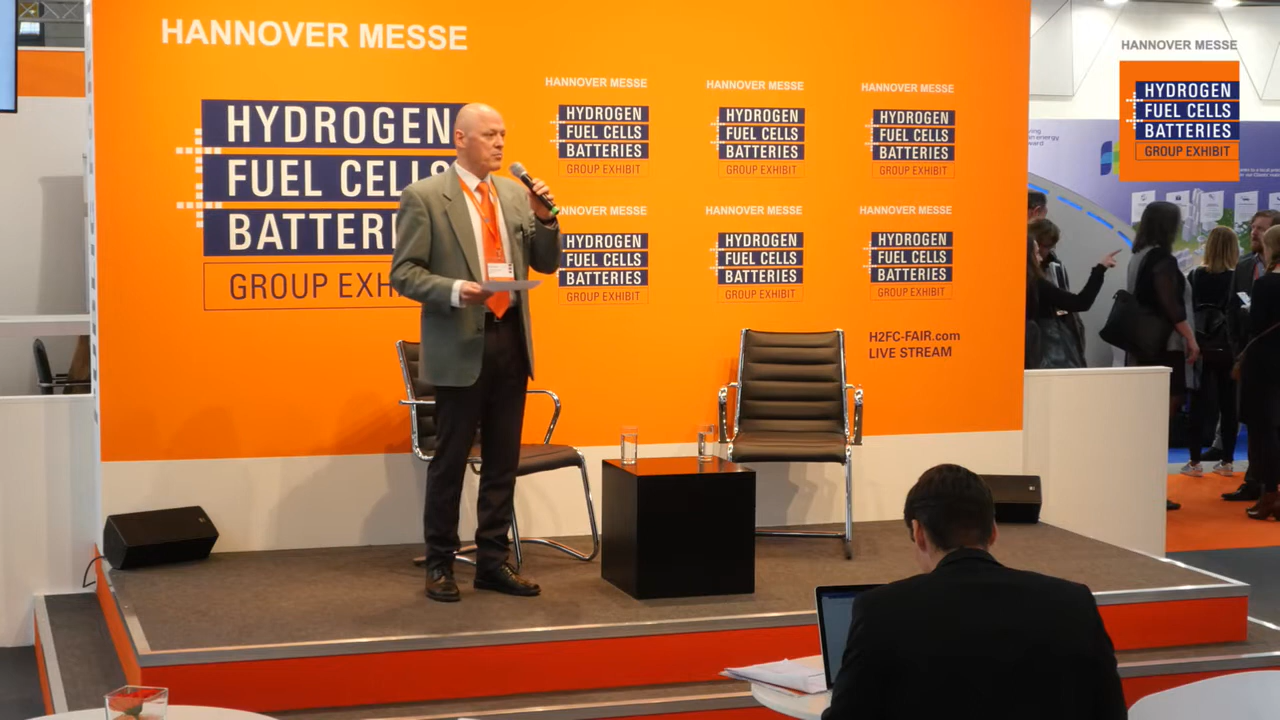 HANNOVER MESSE
HYDROGEN
FUEL CELLS
BATTERI
GROUP EXH
HANNOVER MESSE
HYDROGEN
FUEL CELLS
BATTERIES
GROUP EXHIBIT
HANNOVER MESSE
HYDROGEN
FUEL CELLS
BATTERIES
GROUP EXHIBIT
HANNOVER MESSE
HYDROGEN
FUEL CELLS
BATTERIES
GROUP EXHIBIT
NNOVER MESSE
HYDROGEN
FUEL CELLS
BATTERIES
GROUP EXHIBIT
HANNOVER MESSE
HYDROGEN
FUEL CELLS
BATTERIES
GROUP EXHIBIT
HANNOVER MESSE
HYDROGEN
FUEL CELLS
BATTERIES
GROUP EXHIBIT
H2FC-FAIR.com
LIVE STREAM
HANNOVER MESSE
HYDROGEN
FUEL CELLS
BATTERIES
GROUP EXHIBIT